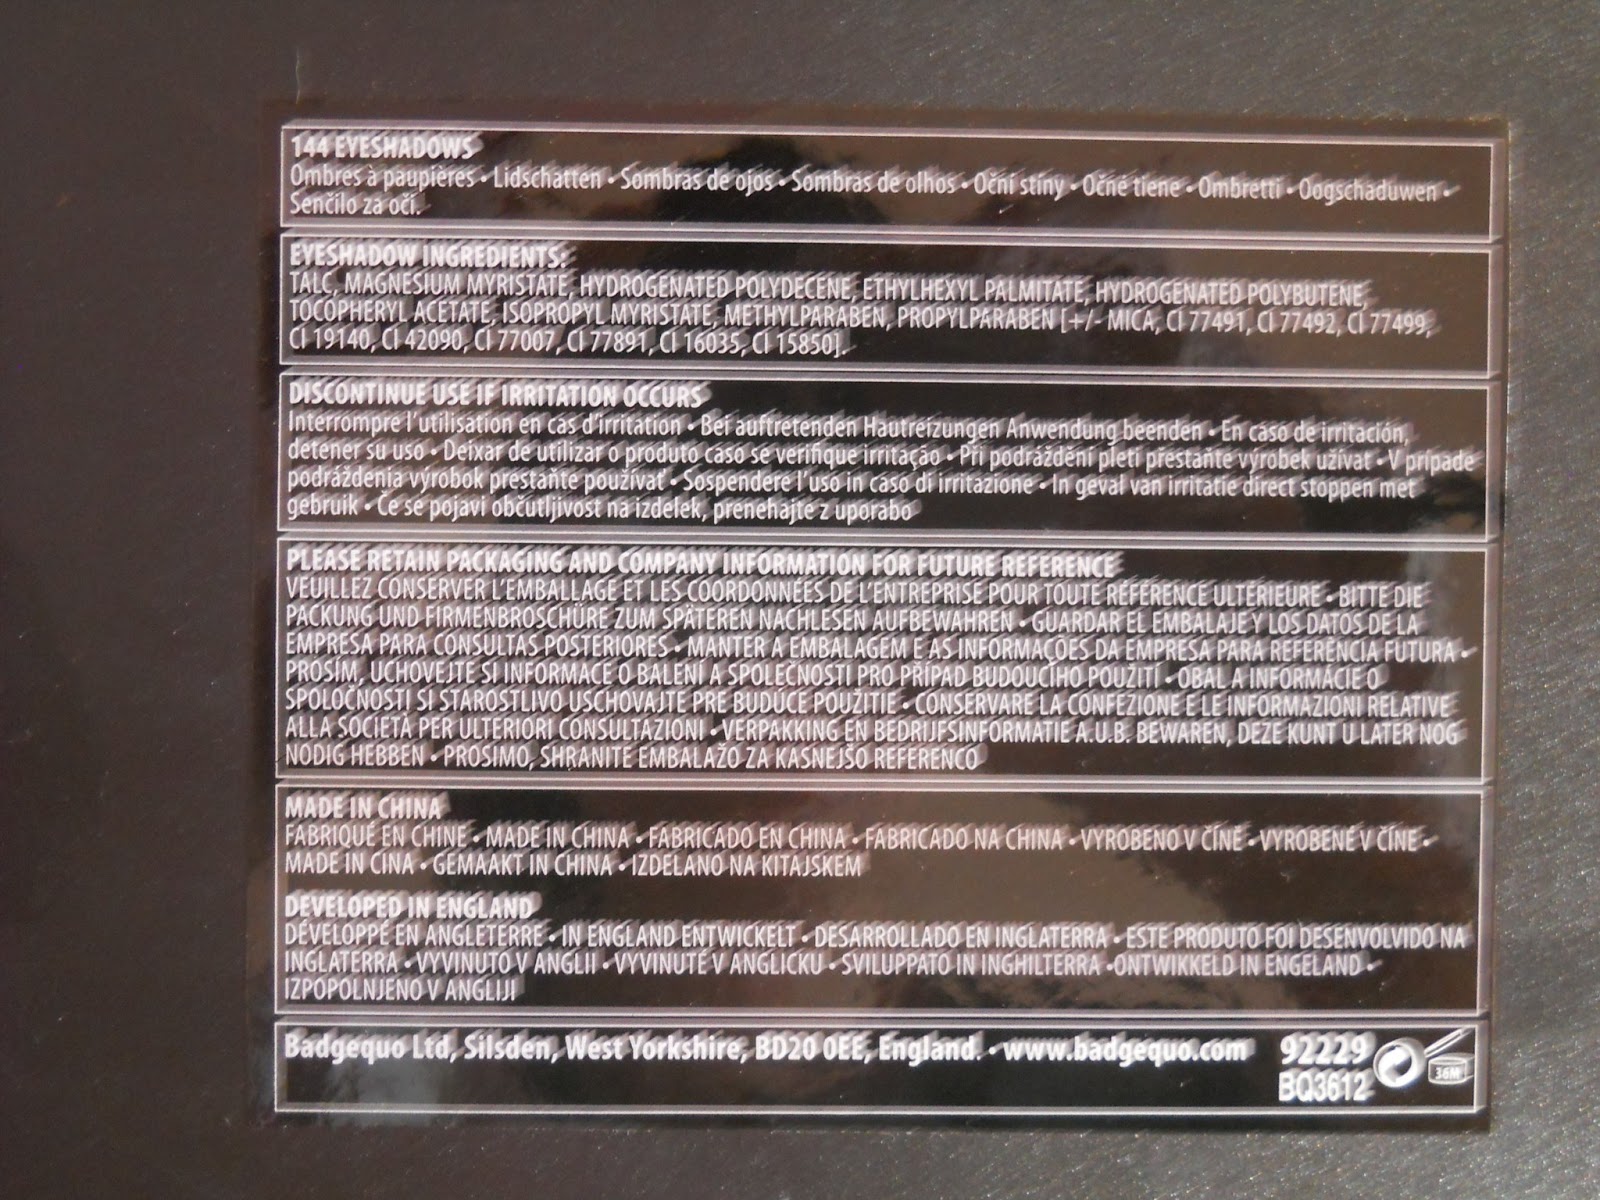 144 EYESHADOWS
Ombres à paupières • Lidschatten • Sombras de ojos • Sombras de olhos • Oční stíny • Očné tiene • Ombretti • Oogschaduwen •
Senčilo za oči.
EYESHADOW INGREDIENTS:
TALC, MAGNESIUM MYRISTATE, HYDROGENATED POLYDECENE, ETHYLHEXYL PALMITATE, HYDROGENATED POLYBUTENE,
TOCOPHERYL ACETATE, ISOPROPYL MYRISTATE, METHYLPARABEN, PROPYLPARABEN [+/- MICA, CI 77491, CI 77492, CI 77499,
CI 19140, CI 42090, CI 77007, CI 77891, CI 16035, CI 15850].
DISCONTINUE USE IF IRRITATION OCCURS
Interrompre l'utilisation en cas d'irritation • Bei auftretenden Hautreizungen Anwendung beenden • En caso de irritación,
detener su uso • Deixar de utilizar o produto caso se verifique irritação • Při podráždění pleti přestaňte výrobek užívat • V prípade
podráždenia výrobok prestaňte používať • Sospendere l'uso in caso di irritazione • In geval van irritatie direct stoppen met
gebruik • Če se pojavi občutljivost na izdelek, prenehajte z uporabo
PLEASE RETAIN PACKAGING AND COMPANY INFORMATION FOR FUTURE REFERENCE
VEUILLEZ CONSERVER L'EMBALLAGE ET LES COORDONNÉES DE L'ENTREPRISE POUR TOUTE RÉFÉRENCE ULTÉRIEURE • BITTE DIE
PACKUNG UND FIRMENBROSCHÜRE ZUM SPÄTEREN NACHLESEN AUFBEWAHREN • GUARDAR EL EMBALAJE Y LOS DATOS DE LA
EMPRESA PARA CONSULTAS POSTERIORES • MANTER A EMBALAGEM E AS INFORMAÇÕES DA EMPRESA PARA REFERÊNCIA FUTURA •
PROSÍM, UCHOVEJTE SI INFORMACE O BALENÍ A SPOLEČNOSTI PRO PŘÍPAD BUDOUCÍHO POUŽITÍ • OBAL A INFORMÁCIE O
SPOLOČNOSTI SI STAROSTLIVO USCHOVAJTE PRE BUDÚCE POUŽITIE • CONSERVARE LA CONFEZIONE E LE INFORMAZIONI RELATIVE
ALLA SOCIETÀ PER ULTERIORI CONSULTAZIONI • VERPAKKING EN BEDRIJFSINFORMATIE A.U.B. BEWAREN, DEZE KUNT U LATER NOG
NODIG HEBBEN • PROSIMO, SHRANITE EMBALAŽO ZA KASNEJŠO REFERENCO
MADE IN CHINA
FABRIQUÉ EN CHINE • MADE IN CHINA • FABRICADO EN CHINA • FABRICADO NA CHINA • VYROBENO V ČÍNĚ • VYROBENÉ V ČÍNE •
MADE IN CINA • GEMAAKT IN CHINA • IZDELANO NA KITAJSKEM
DEVELOPED IN ENGLAND
DÉVELOPPÉ EN ANGLETERRE • IN ENGLAND ENTWICKELT • DESARROLLADO EN INGLATERRA • ESTE PRODUTO FOI DESENVOLVIDO NA
INGLATERRA • VYVINUTO V ANGLII • VYVINUTÉ V ANGLICKU • SVILUPPATO IN INGHILTERRA • ONTWIKKELD IN ENGELAND •
IZPOPOLNJENO V ANGLIJI
Badgequo Ltd, Silsden, West Yorkshire, BD20 0EE, England. • www.badgequo.com
92229
BQ3612
36M